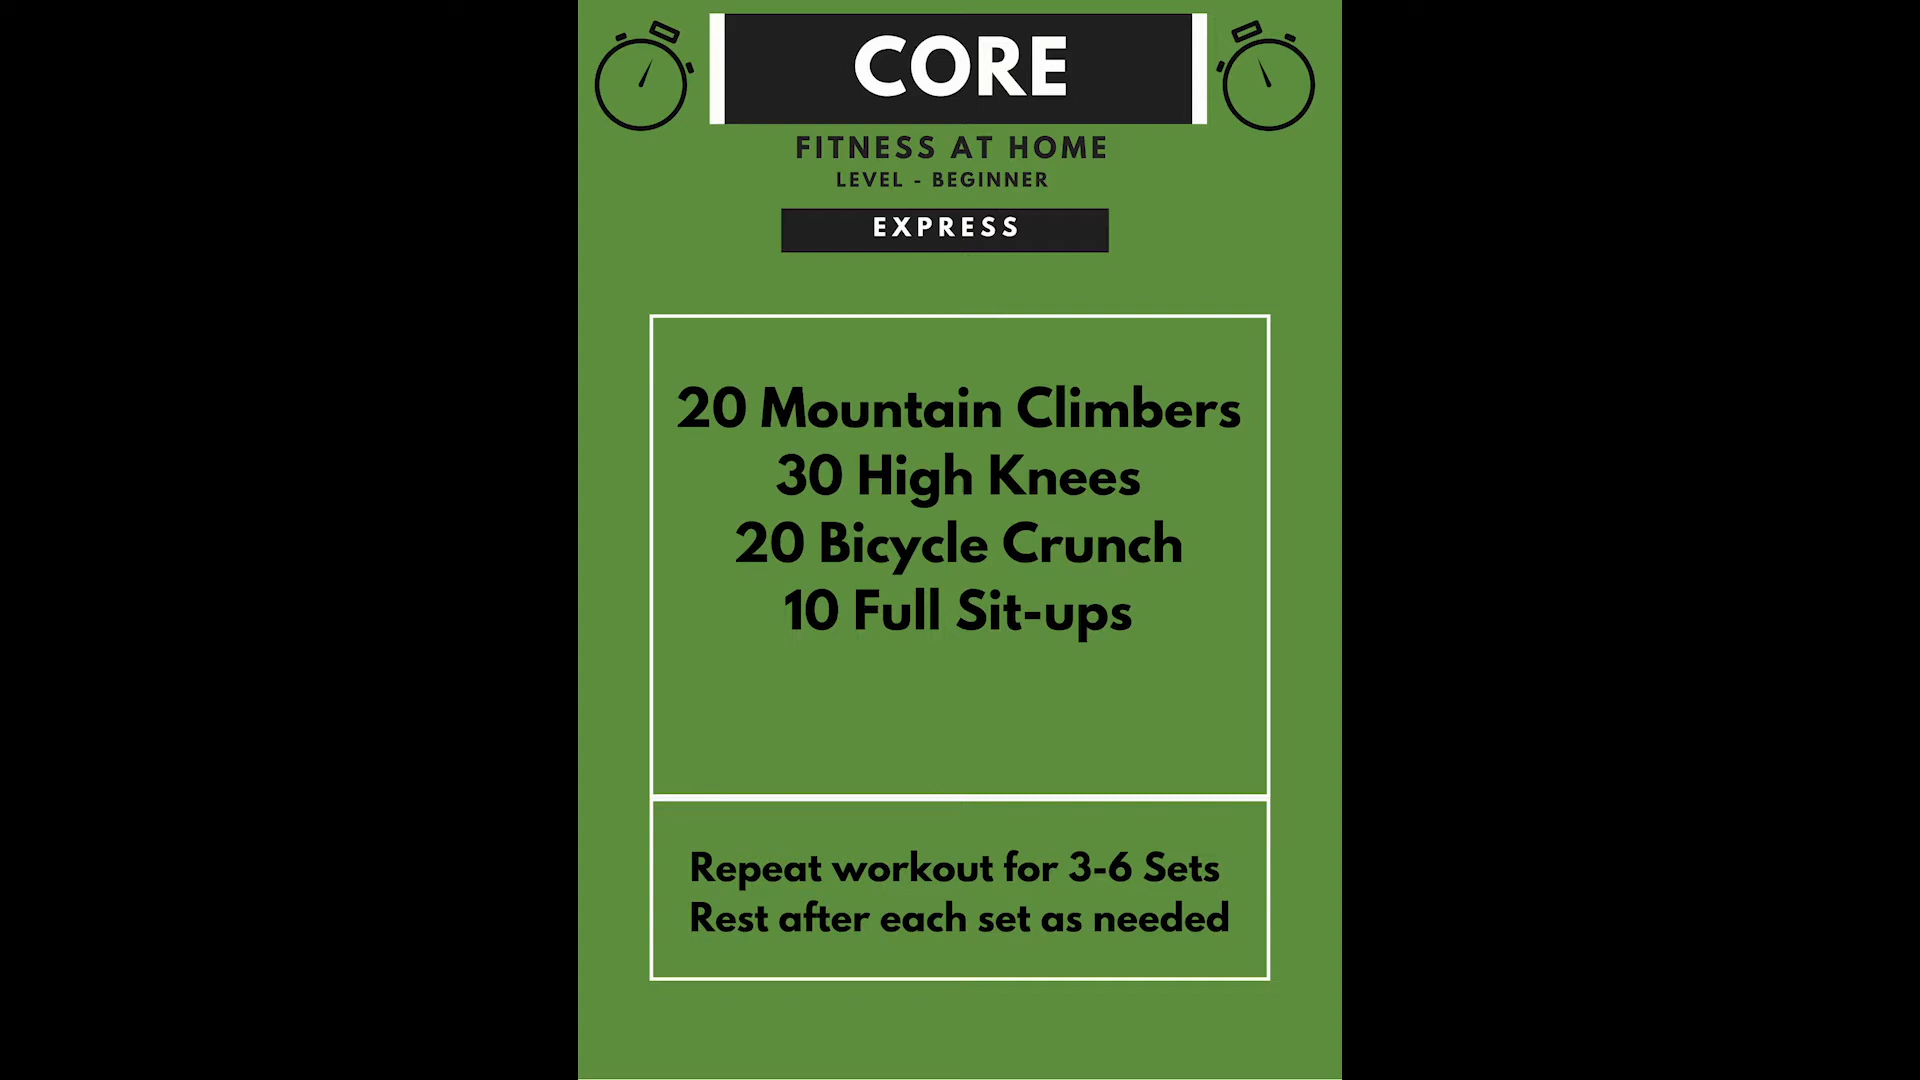 CORE
FITNESS AT HOME
LEVEL - BEGINNER
EXPRESS
20 Mountain Climbers
30 High Knees
20 Bicycle Crunch
10 Full Sit-ups
Repeat workout for 3-6 Sets
Rest after each set as needed